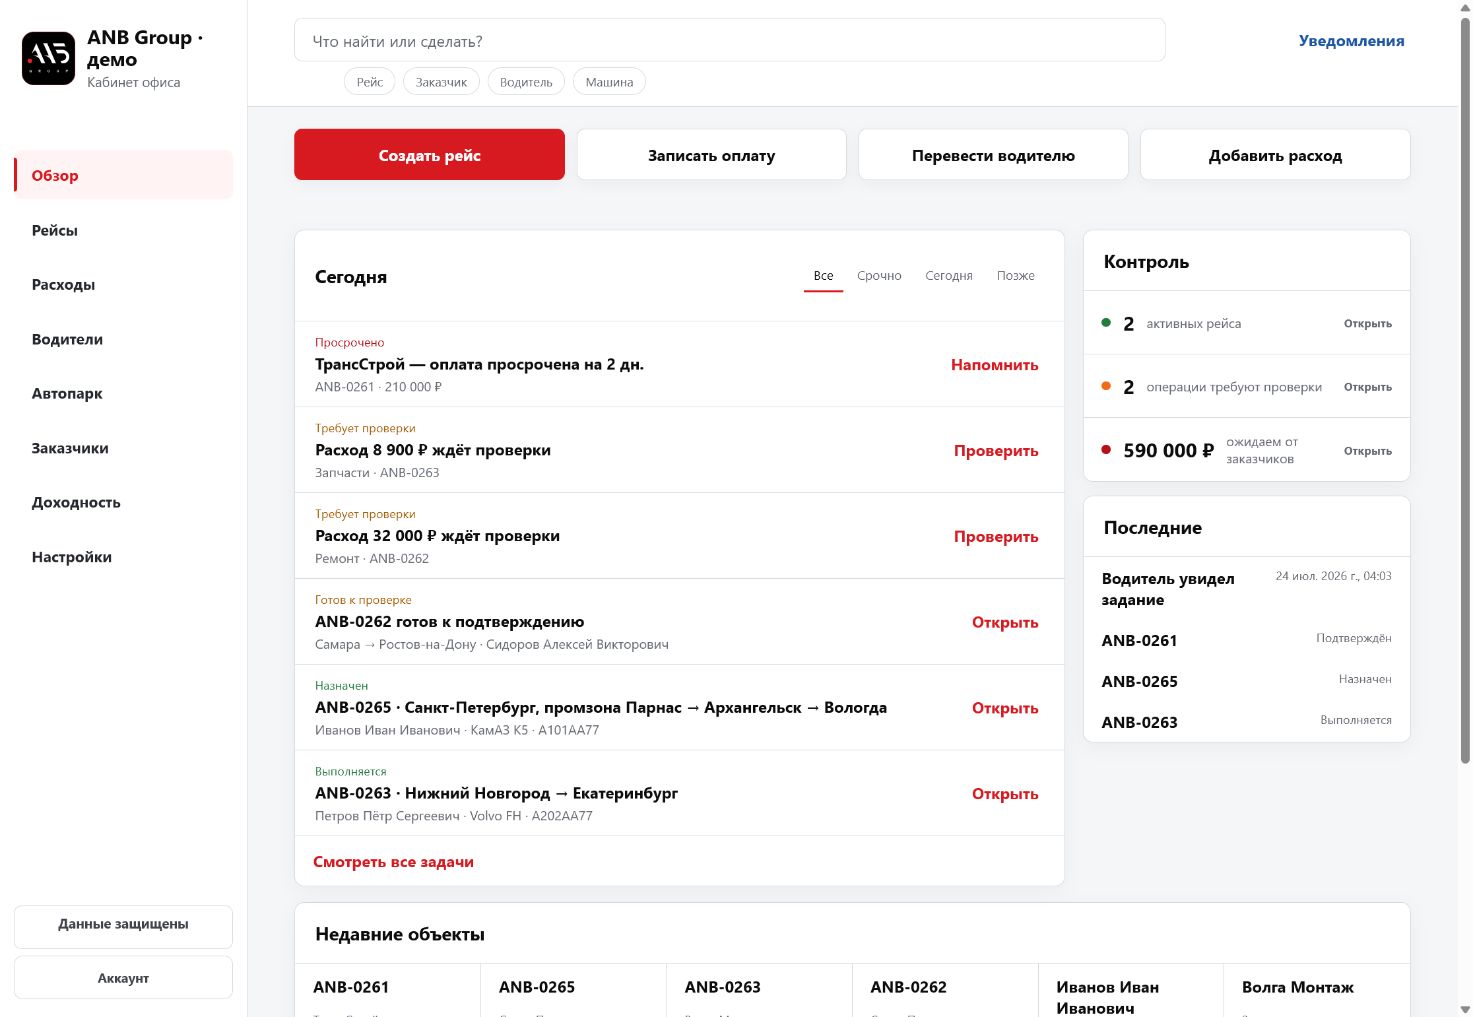 ANB Group ·
демо
Кабинет офиса
Обзор
Рейсы
Расходы
Водители
Автопарк
Заказчики
Доходность
Настройки
Данные защищены
Аккаунт
Что найти или сделать?
Уведомления
Рейс
Заказчик
Водитель
Машина
Создать рейс
Записать оплату
Перевести водителю
Добавить расход
Сегодня
Все
Срочно
Сегодня
Позже
Просрочено
ТрансСтрой — оплата просрочена на 2 дн.
ANB-0261 · 210 000 ₽
Напомнить
Требует проверки
Расход 8 900 ₽ ждёт проверки
Запчасти · ANB-0263
Проверить
Требует проверки
Расход 32 000 ₽ ждёт проверки
Ремонт · ANB-0262
Проверить
Готов к проверке
ANB-0262 готов к подтверждению
Самара → Ростов-на-Дону · Сидоров Алексей Викторович
Открыть
Назначен
ANB-0265 · Санкт-Петербург, промзона Парнас → Архангельск → Вологда
Иванов Иван Иванович · КамАЗ К5 · А101АА77
Открыть
Выполняется
ANB-0263 · Нижний Новгород → Екатеринбург
Петров Пётр Сергеевич · Volvo FH · А202АА77
Открыть
Смотреть все задачи
Контроль
2 активных рейса Открыть
2 операции требуют проверки Открыть
590 000 ₽ ожидаем от
заказчиков
Открыть
Последние
Водитель увидел
задание
24 июл. 2026 г., 04:03
ANB-0261 Подтверждён
ANB-0265 Назначен
ANB-0263 Выполняется
Недавние объекты
ANB-0261
ANB-0265
ANB-0263
ANB-0262
Иванов Иван
Иванович
Волга Монтаж